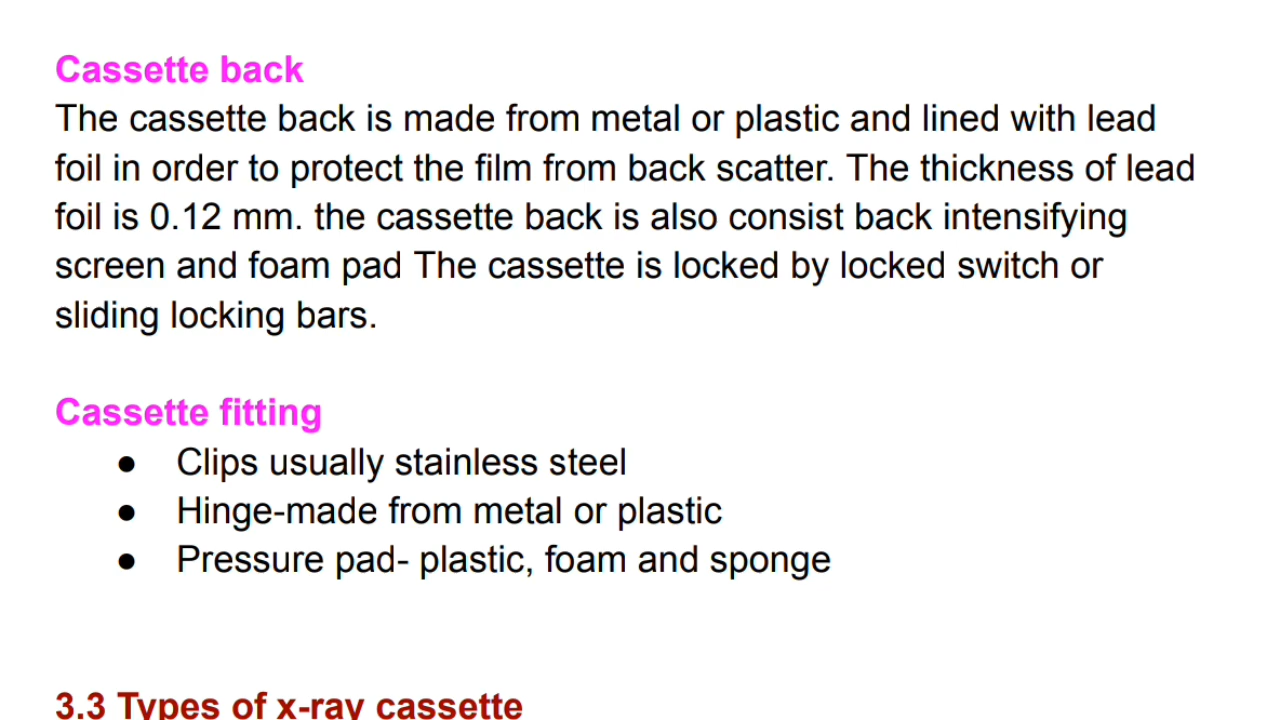 Cassette back
The cassette back is made from metal or plastic and lined with lead
foil in order to protect the film from back scatter. The thickness of lead
foil is 0.12 mm. the cassette back is also consist back intensifying
screen and foam pad The cassette is locked by locked switch or
sliding locking bars.
Cassette fitting
● Clips usually stainless steel
● Hinge-made from metal or plastic
● Pressure pad- plastic, foam and sponge
3.3 Types of x-ray cassette